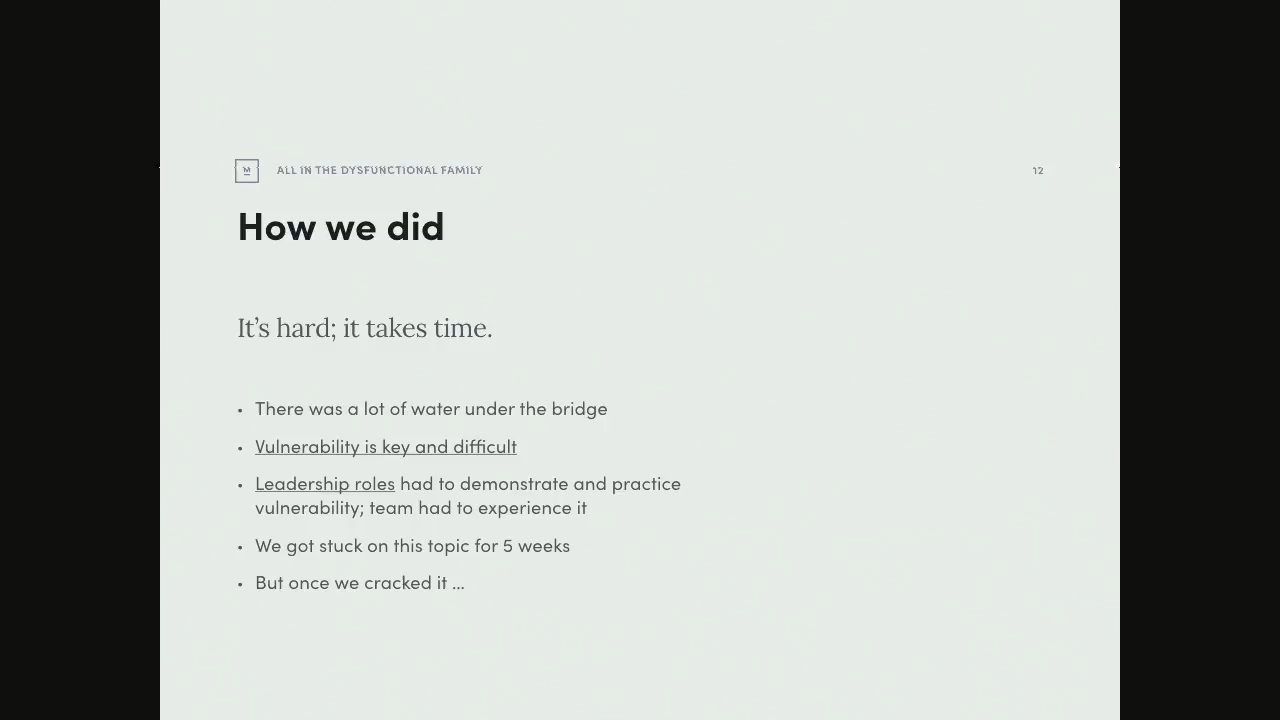 M
ALL IN THE DYSFUNCTIONAL FAMILY
12
How we did
It's hard; it takes time.
• There was a lot of water under the bridge
• Vulnerability is key and difficult
• Leadership roles had to demonstrate and practice
vulnerability; team had to experience it
• We got stuck on this topic for 5 weeks
• But once we cracked it ...